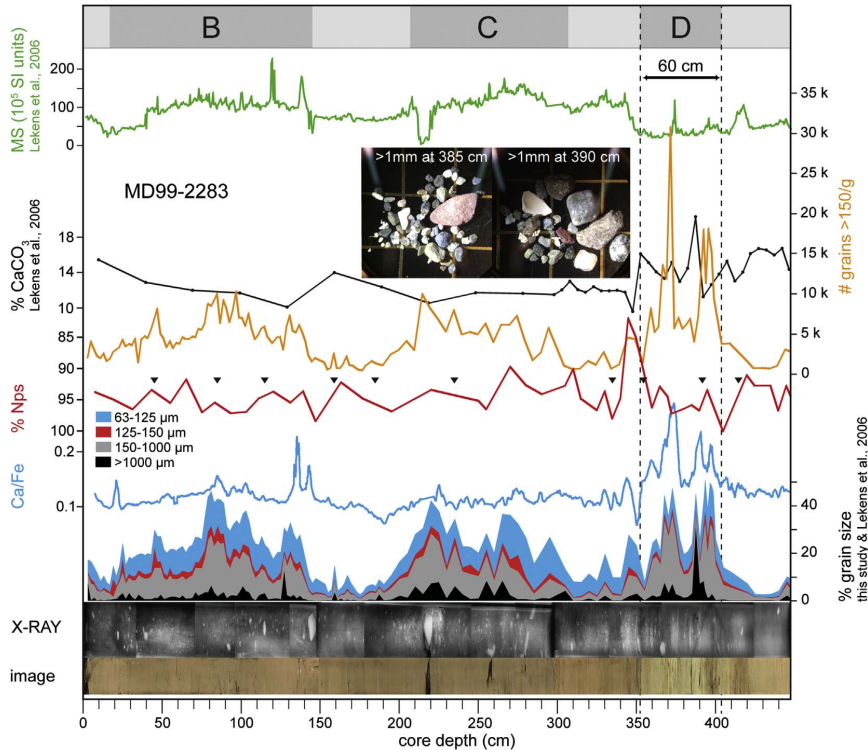 B
C
D
60 cm
MS (10⁵ SI units)
Lekens et al., 2006
200
100
0
35 k
30 k
25 k
20 k
15 k
10 k
5 k
0
# grains >150/g
>1mm at 385 cm
>1mm at 390 cm
MD99-2283
% CaCO₃
Lekens et al., 2006
18
14
10
% Nps
85
90
95
100
63-125 µm
125-150 µm
150-1000 µm
>1000 µm
Ca/Fe
0.2
0.1
40
20
0
% grain size
this study & Lekens et al., 2006
X-RAY
image
0
50
100
150
200
250
300
350
400
core depth (cm)